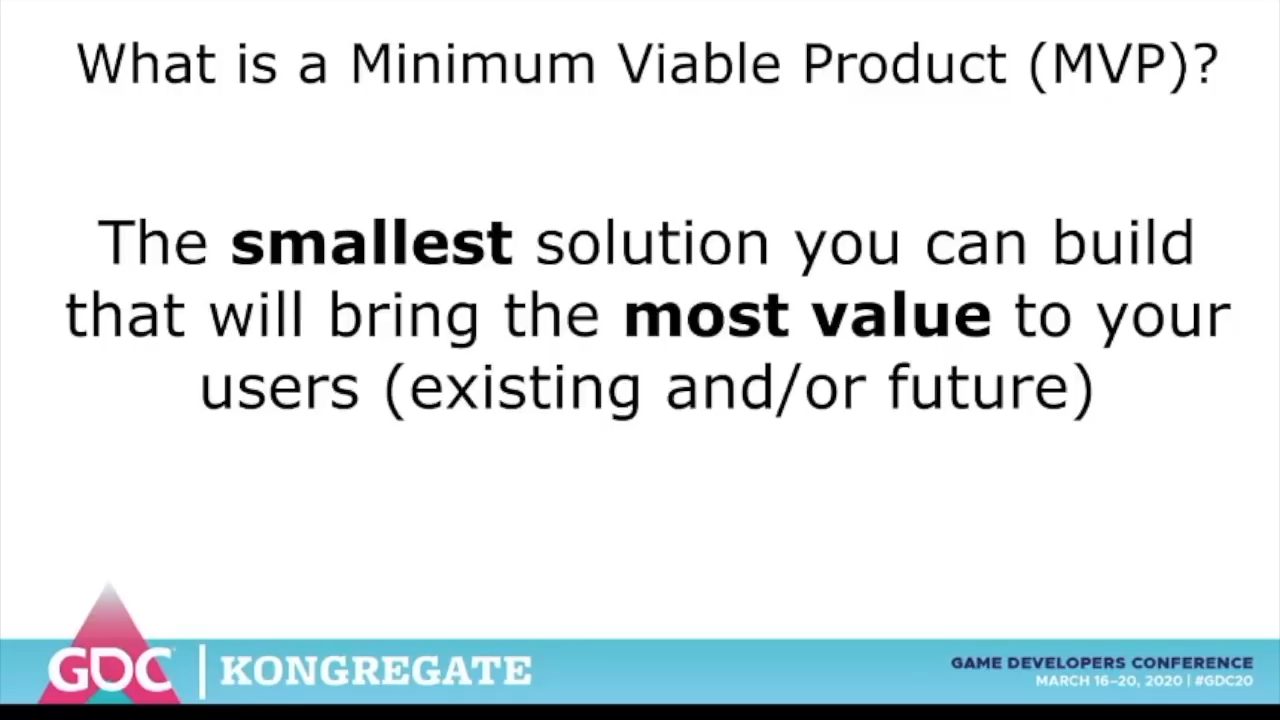 What is a Minimum Viable Product (MVP)?
The smallest solution you can build
that will bring the most value to your
users (existing and/or future)
GDC
KONGREGATE
GAME DEVELOPERS CONFERENCE
MARCH 16–20, 2020 | #GDC20